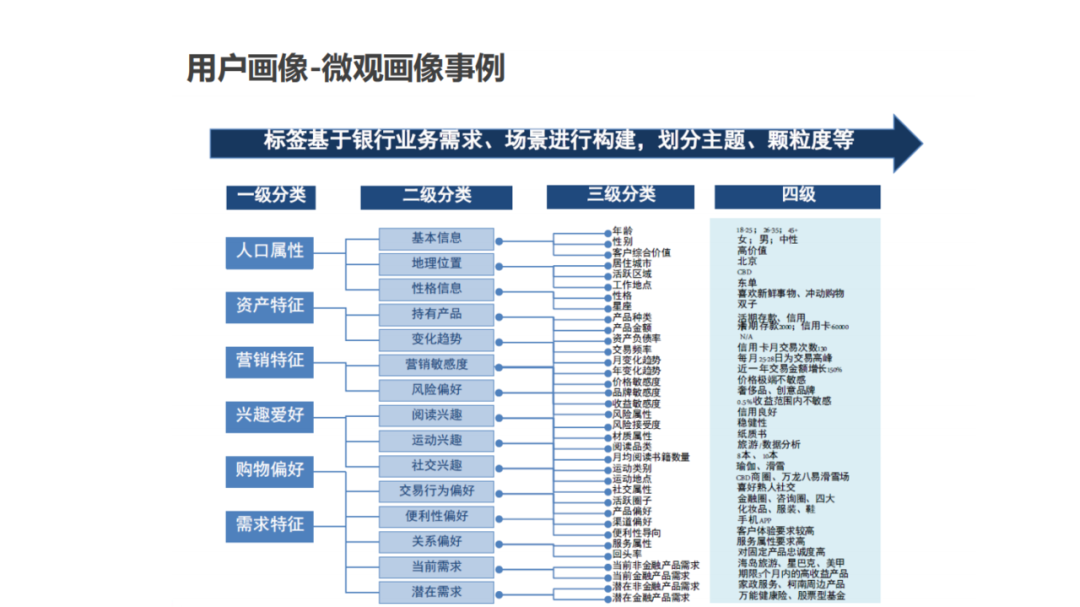 用户画像-微观画像事例
标签基于银行业务需求、场景进行构建，划分主题、颗粒度等
一级分类
二级分类
三级分类
四级
人口属性
资产特征
营销特征
兴趣爱好
购物偏好
需求特征
基本信息
地理位置
性格信息
持有产品
变化趋势
营销敏感度
风险偏好
阅读兴趣
运动兴趣
社交兴趣
交易行为偏好
便利性偏好
关系偏好
当前需求
潜在需求
年龄
性别
客户综合价值
居住城市
活跃区域
工作地点
性格
星座
产品种类
产品金额
资产负债率
交易频率
月变化趋势
年变化趋势
价格敏感度
品牌敏感度
收益敏感度
风险属性
风险接受度
材质属性
阅读品类
月均阅读书籍数量
运动类别
运动地点
社交属性
活跃圈子
产品偏好
渠道偏好
便利性导向
服务属性
回头率
当前非金融产品需求
当前金融产品需求
潜在非金融产品需求
潜在金融产品需求
18-25； 26-35； 45+
女；男；中性
高价值
北京
CBD
东单
喜欢新鲜事物、冲动购物
双子
活期存款、信用
活期存款2000；信用卡60000
N/A
信用卡月交易次数130
每月25-28日为交易高峰
近一年交易金额增长150%
价格极端不敏感
奢侈品、创意品牌
0.5%收益范围内不敏感
信用良好
稳健性
纸质书
旅游/数据分析
8本、10本
瑜伽、滑雪
CBD商圈、万龙八易滑雪场
喜好熟人社交
金融圈、咨询圈、四大
化妆品、服装、鞋
手机APP
客户体验要求较高
服务属性要求高
对固定产品忠诚度高
海岛旅游、星巴克、美甲
期限3个月内的高收益产品
家政服务、柯南周边产品
万能健康险、股票型基金